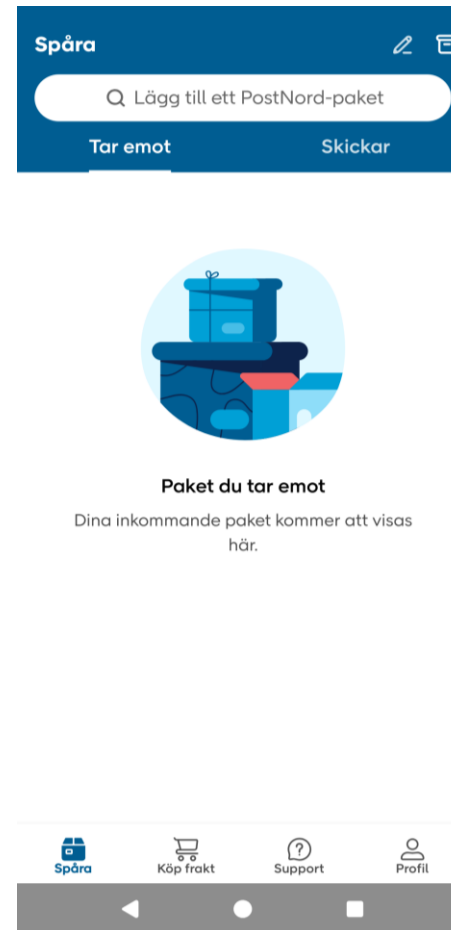 Spåra
Lägg till ett PostNord-paket
Tar emot
Skickar
Paket du tar emot
Dina inkommande paket kommer att visas
här.
Spåra
Köp frakt
Support
Profil